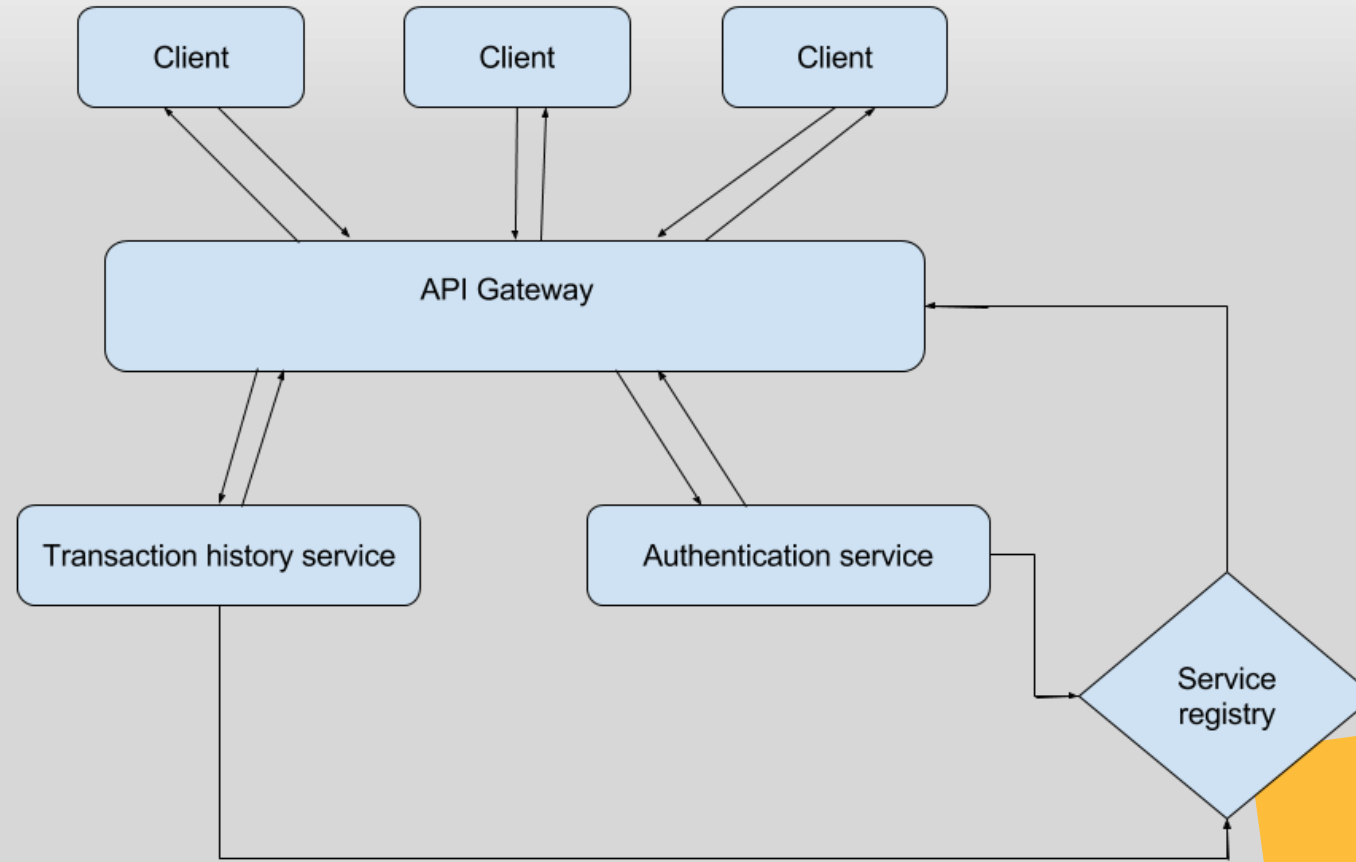 Client
Client
Client
API Gateway
Transaction history service
Authentication service
Service
registry